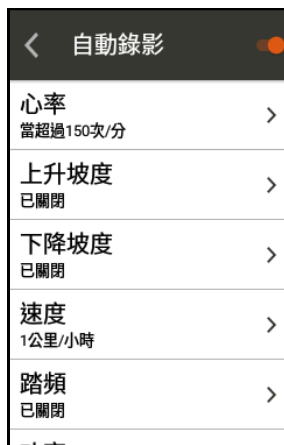 自動錄影
心率
當超過150次/分
上升坡度
已關閉
下降坡度
已關閉
速度
1公里/小時
踏頻
已關閉